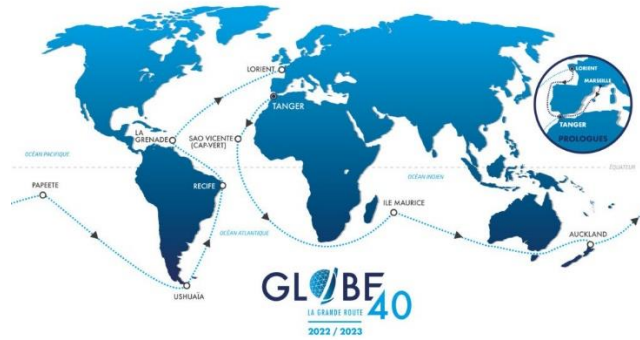 LORIENT
TANGER
LA
GRENADE
SAO VICENTE
(CAP-VERT)
LORIENT
MARSEILLE
TANGER
PROLOGUES
OCÉAN PACIFIQUE
ÉQUATEUR
OCÉAN INDIEN
PAPEETE
RECIFE
ILE MAURICE
OCÉAN ATLANTIQUE
AUCKLAND
USHUAÏA
GLOBE
40
LA GRANDE ROUTE
2022 / 2023